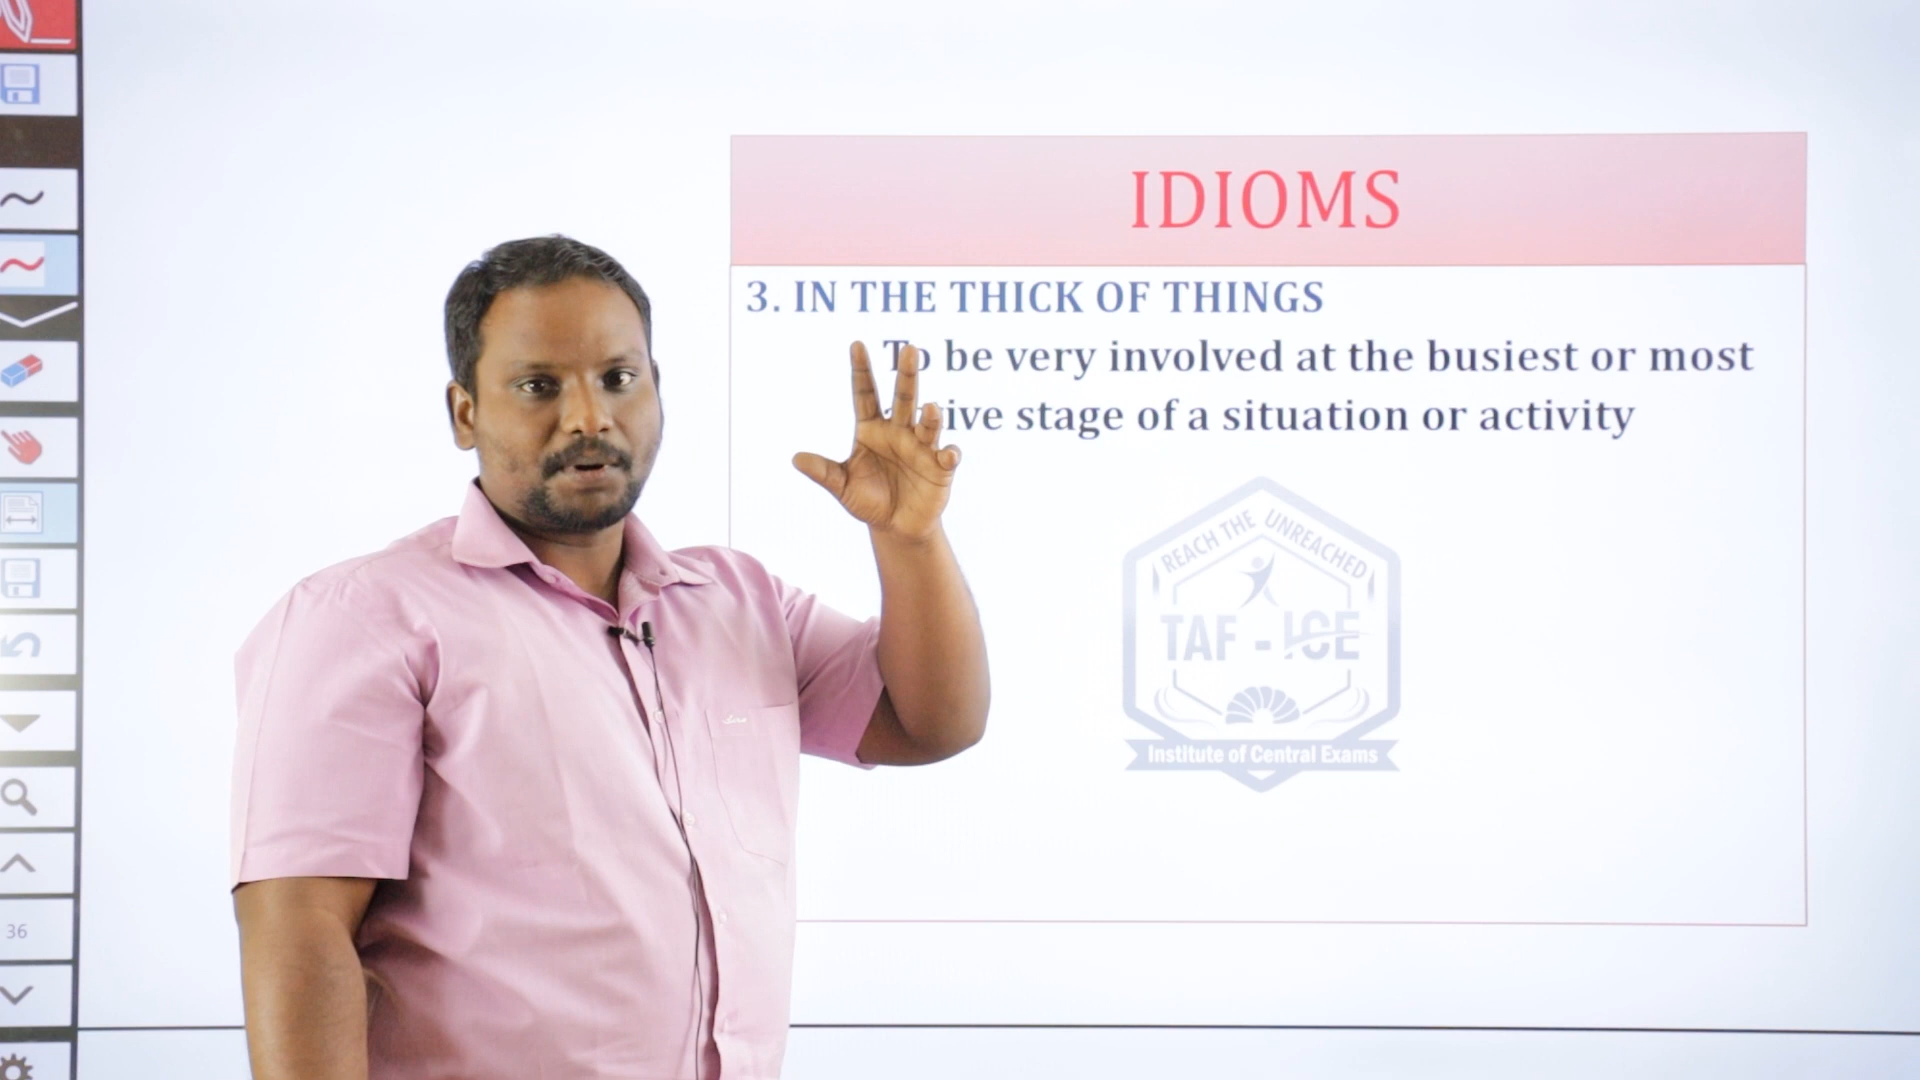 IDIOMS
3. IN THE THICK OF THINGS
To be very involved at the busiest or most
stage of a situation or activity
REACH THE UNREACHED
TAF - ICE
Institute of Central Exams
36